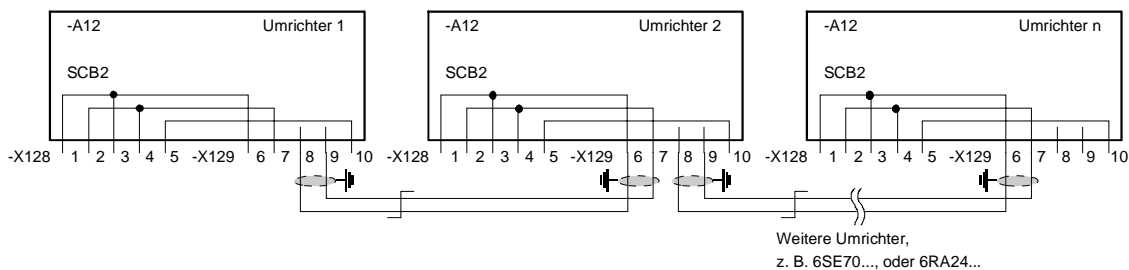 -A12 Umrichter 1 -A12 Umrichter 2 -A12 Umrichter n
SCB2 SCB2 SCB2
-X128 1 2 3 4 5 -X129 6 7 8 9 10 -X128 1 2 3 4 5 -X129 6 7 8 9 10 -X128 1 2 3 4 5 -X129 6 7 8 9 10
Weitere Umrichter,
z. B. 6SE70..., oder 6RA24...